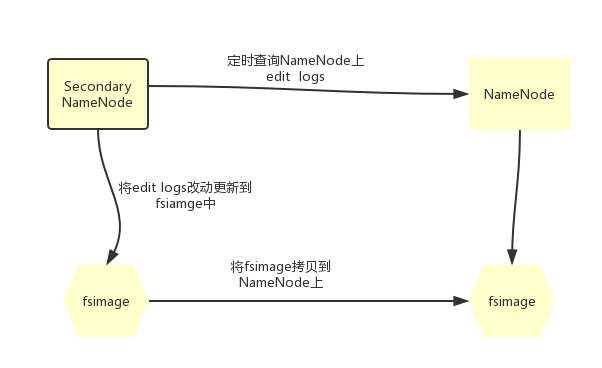 定时查询NameNode上
edit logs
Secondary
NameNode
NameNode
将edit logs改动更新到
fsiamge中
将fsimage拷贝到
NameNode上
fsimage
fsimage